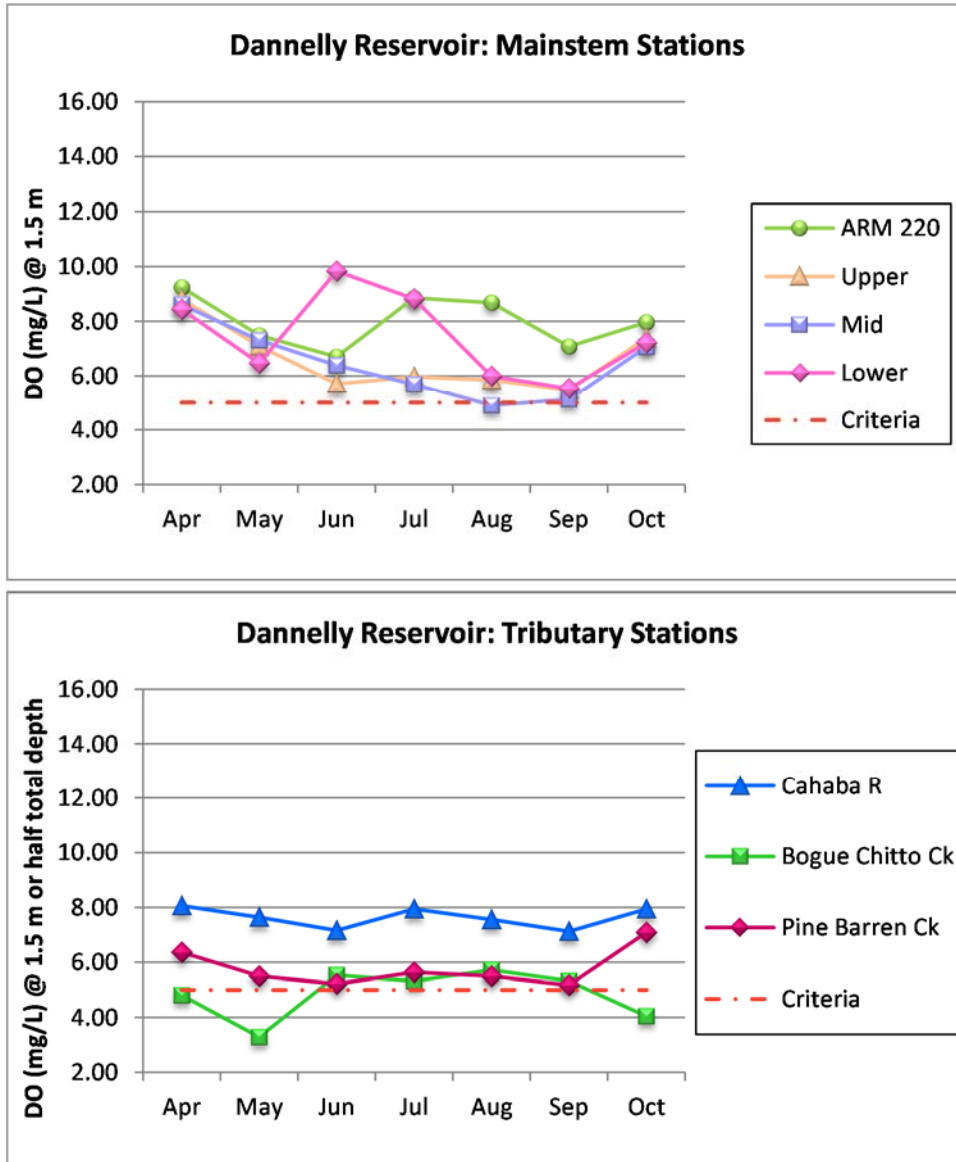 Dannelly Reservoir: Mainstem Stations
DO (mg/L) @ 1.5 m
16.00
14.00
12.00
10.00
8.00
6.00
4.00
2.00
Apr May Jun Jul Aug Sep Oct
ARM 220
Upper
Mid
Lower
Criteria
Dannelly Reservoir: Tributary Stations
DO (mg/L) @ 1.5 m or half total depth
16.00
14.00
12.00
10.00
8.00
6.00
4.00
2.00
Apr May Jun Jul Aug Sep Oct
Cahaba R
Bogue Chitto Ck
Pine Barren Ck
Criteria